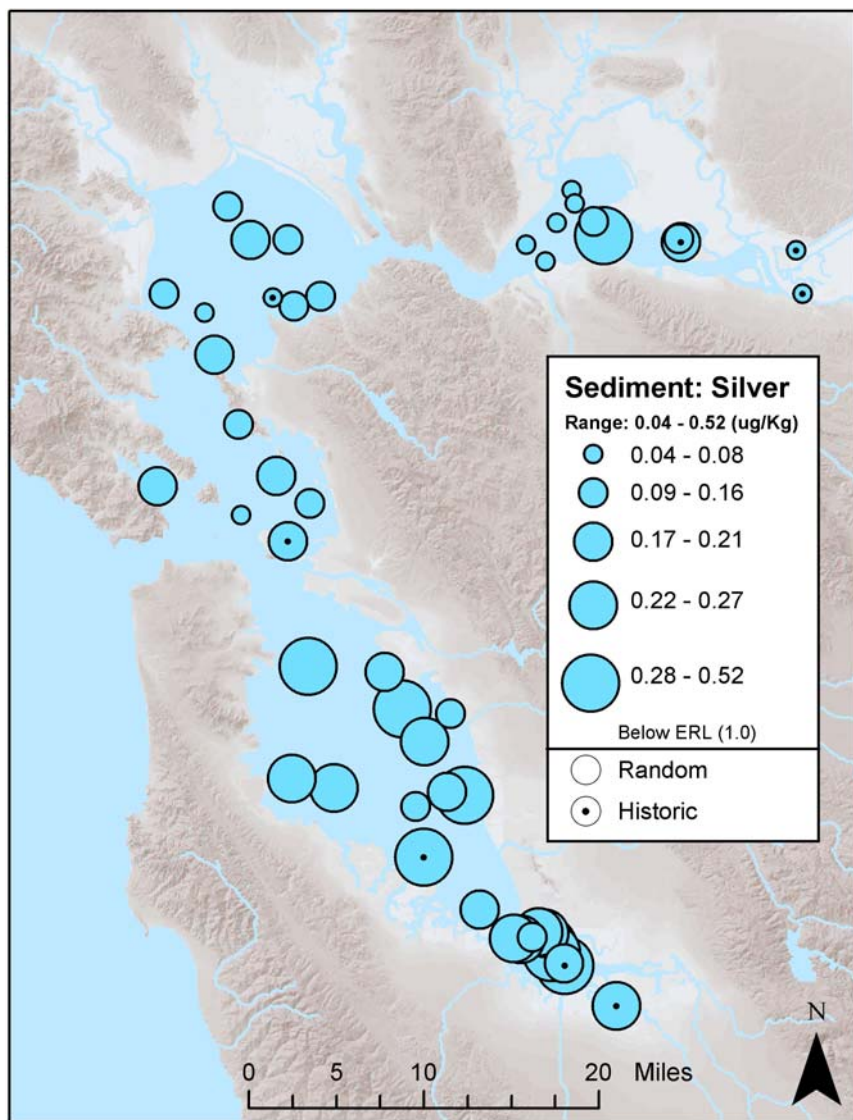 Sediment: Silver
Range: 0.04 - 0.52 (ug/Kg)
0.04 - 0.08
0.09 - 0.16
0.17 - 0.21
0.22 - 0.27
0.28 - 0.52
Below ERL (1.0)
Random
Historic
N
0 5 10 20 Miles